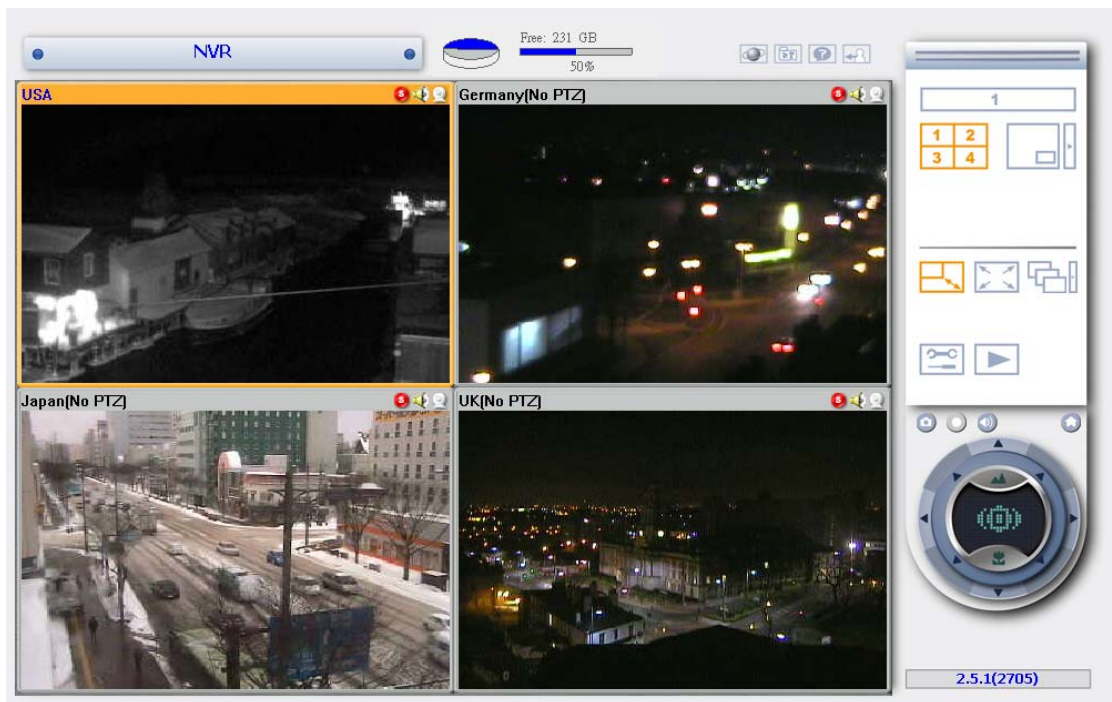 NVR
Free: 231 GB
50%
USA
Germany(No PTZ)
1
1 2
3 4
Japan(No PTZ)
UK(No PTZ)
2.5.1(2705)